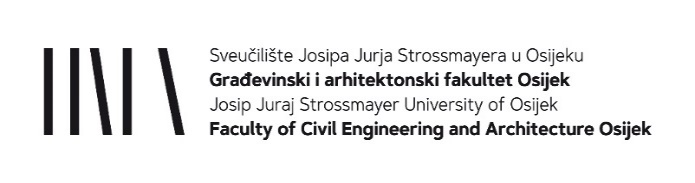 Sveučilište Josipa Jurja Strossmayera u Osijeku
Građevinski i arhitektonski fakultet Osijek
Josip Juraj Strossmayer University of Osijek
Faculty of Civil Engineering and Architecture Osijek